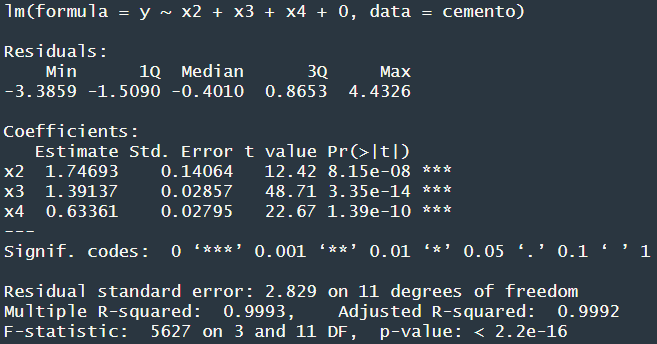 lm(formula = y ~ x2 + x3 + x4 + 0, data = cemento)
Residuals:
    Min      1Q  Median      3Q     Max
-3.3859 -1.5090 -0.4010  0.8653  4.4326
Coefficients:
   Estimate Std. Error t value Pr(>|t|)
x2  1.74693    0.14064   12.42 8.15e-08 ***
x3  1.39137    0.02857   48.71 3.35e-14 ***
x4  0.63361    0.02795   22.67 1.39e-10 ***
---
Signif. codes:  0 ‘***’ 0.001 ‘**’ 0.01 ‘*’ 0.05 ‘.’ 0.1 ‘ ’ 1
Residual standard error: 2.829 on 11 degrees of freedom
Multiple R-squared:  0.9993,    Adjusted R-squared:  0.9992
F-statistic:  5627 on 3 and 11 DF,  p-value: < 2.2e-16